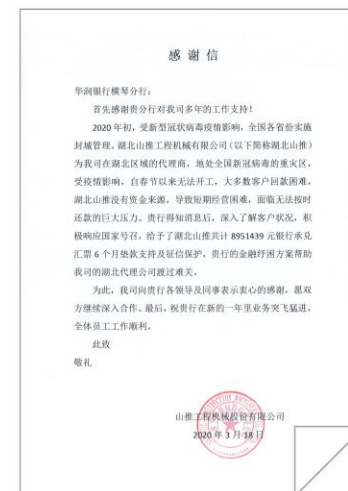 感谢信
华润银行横琴分行:
首先感谢贵分行对我司多年的工作支持!
2020 年初,受新型冠状病毒疫情影响,全国各省份实施
封城管理。湖北山推工程机械有限公司(以下简称湖北山推)
为我司在湖北区域的代理商,地处全国新冠病毒的重灾区,
受疫情影响,自春节以来无法开工,大多数客户回款困难,
湖北山推没有资金来源,导致短期经营困难,面临无法按时
还款的巨大压力。贵行得知消息后,深入了解客户状况,积
极响应国家号召,给予了湖北山推共计 8951439 元银行承兑
汇票 6 个月垫款支持及征信保护,贵行的金融纾困方案帮助
我司的湖北代理公司渡过难关。
为此,我司向贵行各领导及同事表示衷心的感谢,愿双
方继续深入合作。最后,祝贵行在新的一年里业务突飞猛进,
全体员工工作顺利。
此致
敬礼
山推工程机械股份有限公司
2020 年 3 月 18 日